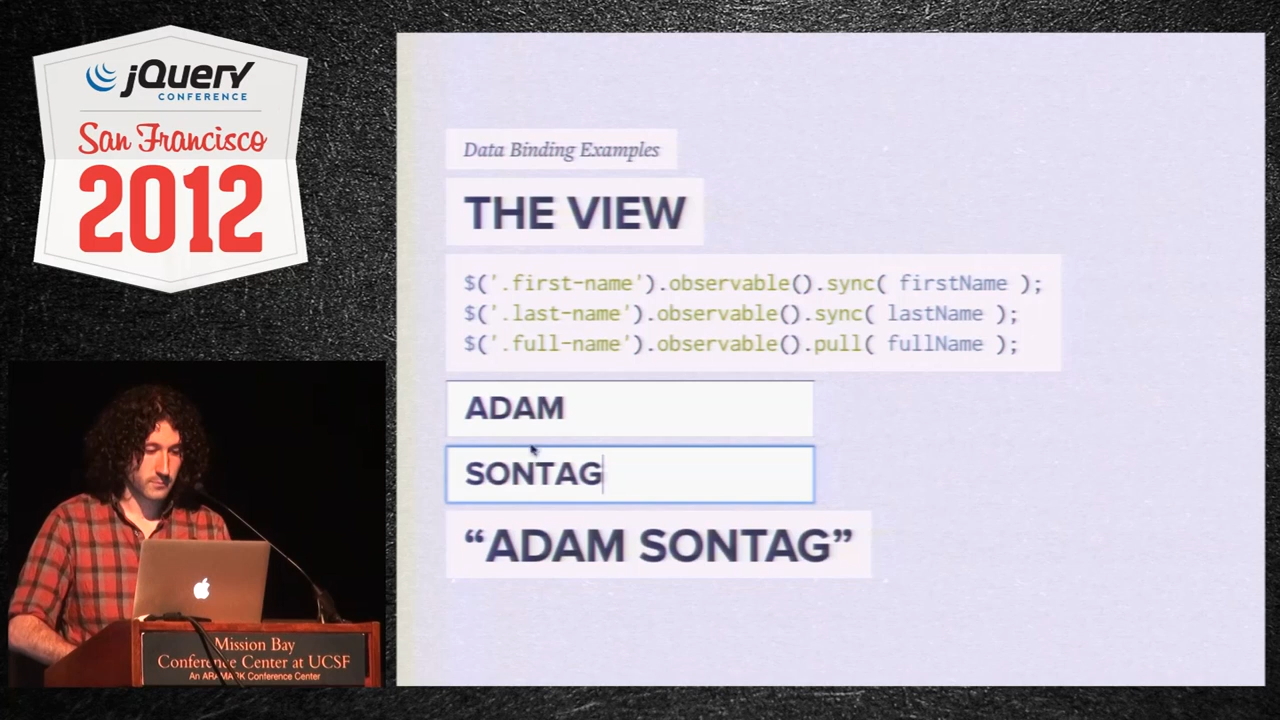 jQuery
CONFERENCE
San Francisco
2012
Data Binding Examples
THE VIEW
$('.first-name').observable().sync( firstName );
$('.last-name').observable().sync( lastName );
$('.full-name').observable().pull( fullName );
ADAM
SONTAG
“ADAM SONTAG”
Mission Bay
Conference Center at UCSF
An ARAMARK Conference Center